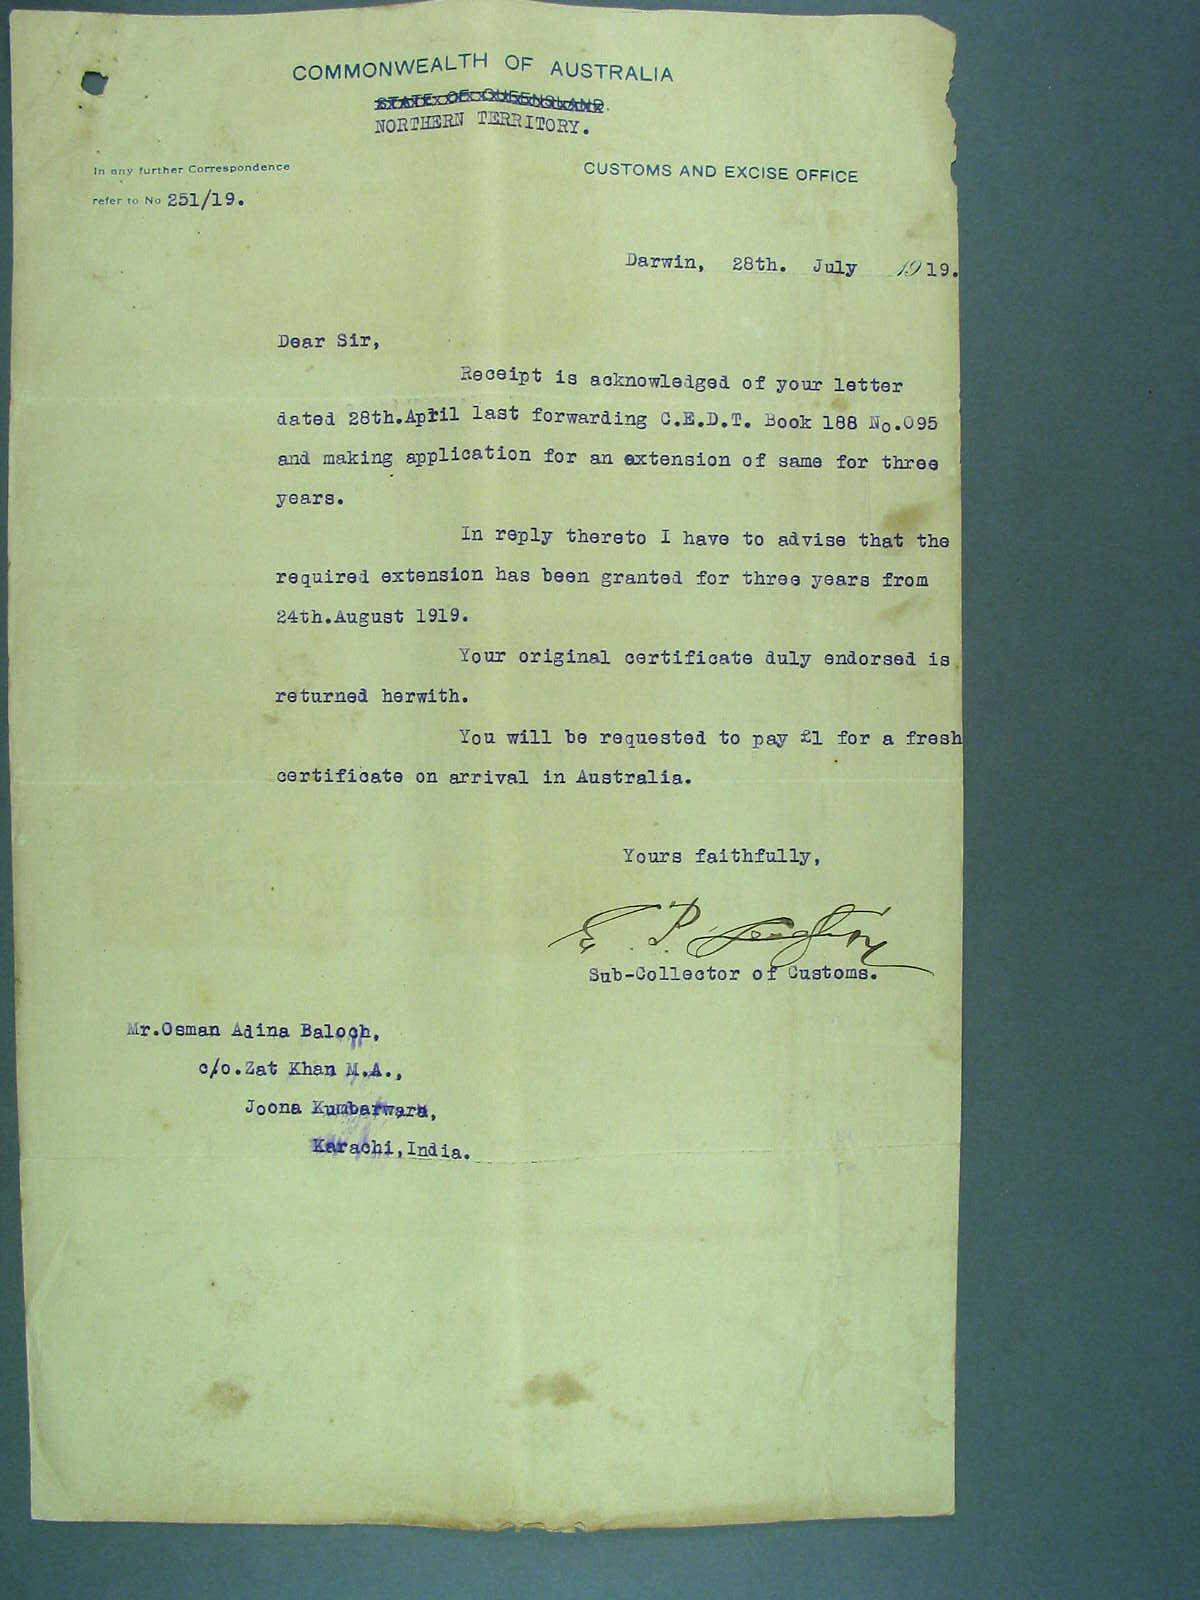 COMMONWEALTH OF AUSTRALIA
STATE OF QUEENSLAND.
NORTHERN TERRITORY.
In any further Correspondence
refer to No 251/19.
CUSTOMS AND EXCISE OFFICE
Darwin, 28th. July 1919.
Dear Sir,
Receipt is acknowledged of your letter
dated 28th.April last forwarding C.E.D.T. Book 188 No.095
and making application for an extension of same for three
years.
In reply thereto I have to advise that the
required extension has been granted for three years from
24th.August 1919.
Your original certificate duly endorsed is
returned herwith.
You will be requested to pay £1 for a fresh
certificate on arrival in Australia.
Yours faithfully,
E. P.
Sub-Collector of Customs.
Mr.Osman Adina Baloch,
c/o.Zat Khan M.A.,
Joona Kumbarwara,
Karachi,India.